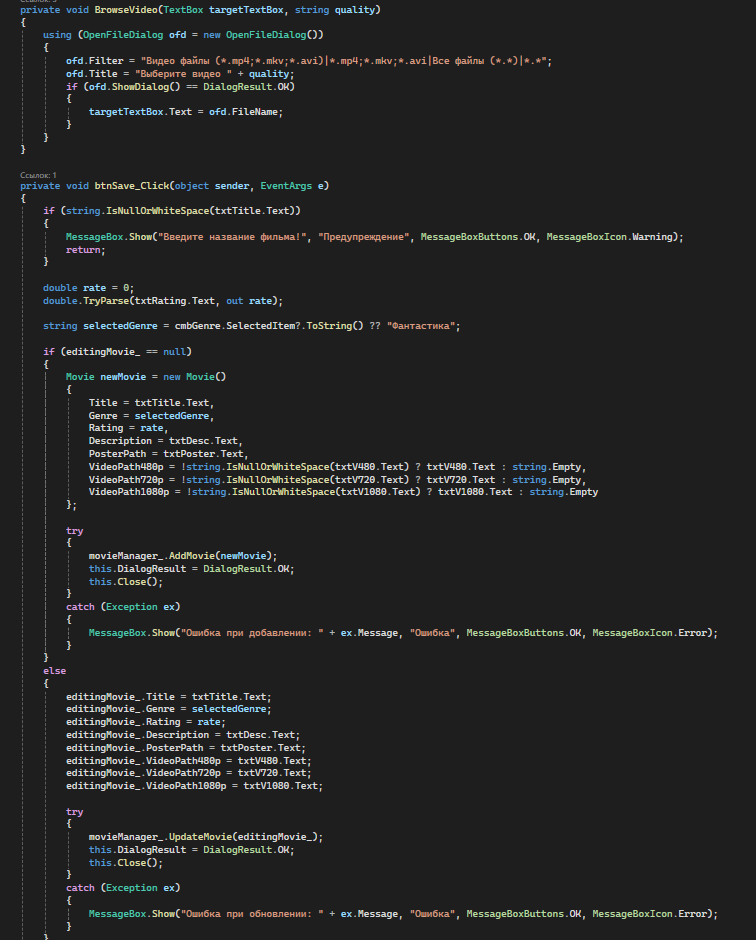 private void BrowseVideo(TextBox targetTextBox, string quality)
{
    using (OpenFileDialog ofd = new OpenFileDialog())
    {
        ofd.Filter = "Видео файлы (*.mp4;*.mkv;*.avi)|*.mp4;*.mkv;*.avi|Все файлы (*.*)|*.*";
        ofd.Title = "Выберите видео " + quality;
        if (ofd.ShowDialog() == DialogResult.OK)
        {
            targetTextBox.Text = ofd.FileName;
        }
    }
}
Ссылок: 1
private void btnSave_Click(object sender, EventArgs e)
{
    if (string.IsNullOrWhiteSpace(txtTitle.Text))
    {
        MessageBox.Show("Введите название фильма!", "Предупреждение", MessageBoxButtons.OK, MessageBoxIcon.Warning);
        return;
    }
    double rate = 0;
    double.TryParse(txtRating.Text, out rate);
    string selectedGenre = cmbGenre.SelectedItem?.ToString() ?? "Фантастика";
    if (editingMovie_ == null)
    {
        Movie newMovie = new Movie()
        {
            Title = txtTitle.Text,
            Genre = selectedGenre,
            Rating = rate,
            Description = txtDesc.Text,
            PosterPath = txtPoster.Text,
            VideoPath480p = !string.IsNullOrWhiteSpace(txtV480.Text) ? txtV480.Text : string.Empty,
            VideoPath720p = !string.IsNullOrWhiteSpace(txtV720.Text) ? txtV720.Text : string.Empty,
            VideoPath1080p = !string.IsNullOrWhiteSpace(txtV1080.Text) ? txtV1080.Text : string.Empty
        };
        try
        {
            movieManager_.AddMovie(newMovie);
            this.DialogResult = DialogResult.OK;
            this.Close();
        }
        catch (Exception ex)
        {
            MessageBox.Show("Ошибка при добавлении: " + ex.Message, "Ошибка", MessageBoxButtons.OK, MessageBoxIcon.Error);
        }
    }
    else
    {
        editingMovie_.Title = txtTitle.Text;
        editingMovie_.Genre = selectedGenre;
        editingMovie_.Rating = rate;
        editingMovie_.Description = txtDesc.Text;
        editingMovie_.PosterPath = txtPoster.Text;
        editingMovie_.VideoPath480p = txtV480.Text;
        editingMovie_.VideoPath720p = txtV720.Text;
        editingMovie_.VideoPath1080p = txtV1080.Text;
        try
        {
            movieManager_.UpdateMovie(editingMovie_);
            this.DialogResult = DialogResult.OK;
            this.Close();
        }
        catch (Exception ex)
        {
            MessageBox.Show("Ошибка при обновлении: " + ex.Message, "Ошибка", MessageBoxButtons.OK, MessageBoxIcon.Error);
        }
    }